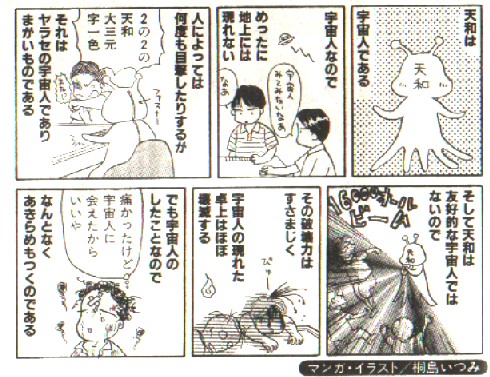 天和は
宇宙人である
天和
宇宙人なので
めったに
地上には
現れない
宇宙人
みてみたいなあ
なあ
人によっては
何度も目撃したりするが
2の2の
天和
大三元
字一色
それは
ヤラセの宇宙人であり
まかいものである
そして天和は
友好的な宇宙人では
ないので
天和
その破壊力は
すさまじく
宇宙人の現れた
卓上はほぼ
壊滅する
ぴゅー
でも宇宙人の
したことなので
痛かったけど
宇宙人に
会えたから
いいや
なんとなく
あきらめもつくのである
マンガ・イラスト/桐島いつみ